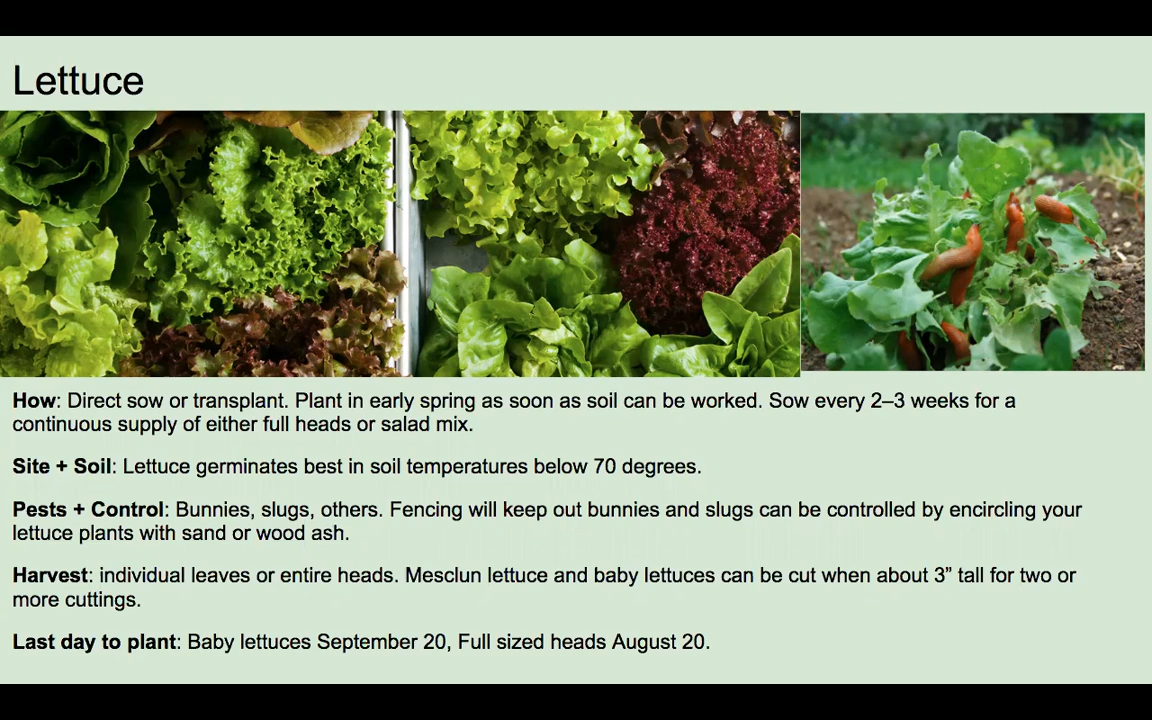 Lettuce
How: Direct sow or transplant. Plant in early spring as soon as soil can be worked. Sow every 2–3 weeks for a
continuous supply of either full heads or salad mix.
Site + Soil: Lettuce germinates best in soil temperatures below 70 degrees.
Pests + Control: Bunnies, slugs, others. Fencing will keep out bunnies and slugs can be controlled by encircling your
lettuce plants with sand or wood ash.
Harvest: individual leaves or entire heads. Mesclun lettuce and baby lettuces can be cut when about 3” tall for two or
more cuttings.
Last day to plant: Baby lettuces September 20, Full sized heads August 20.